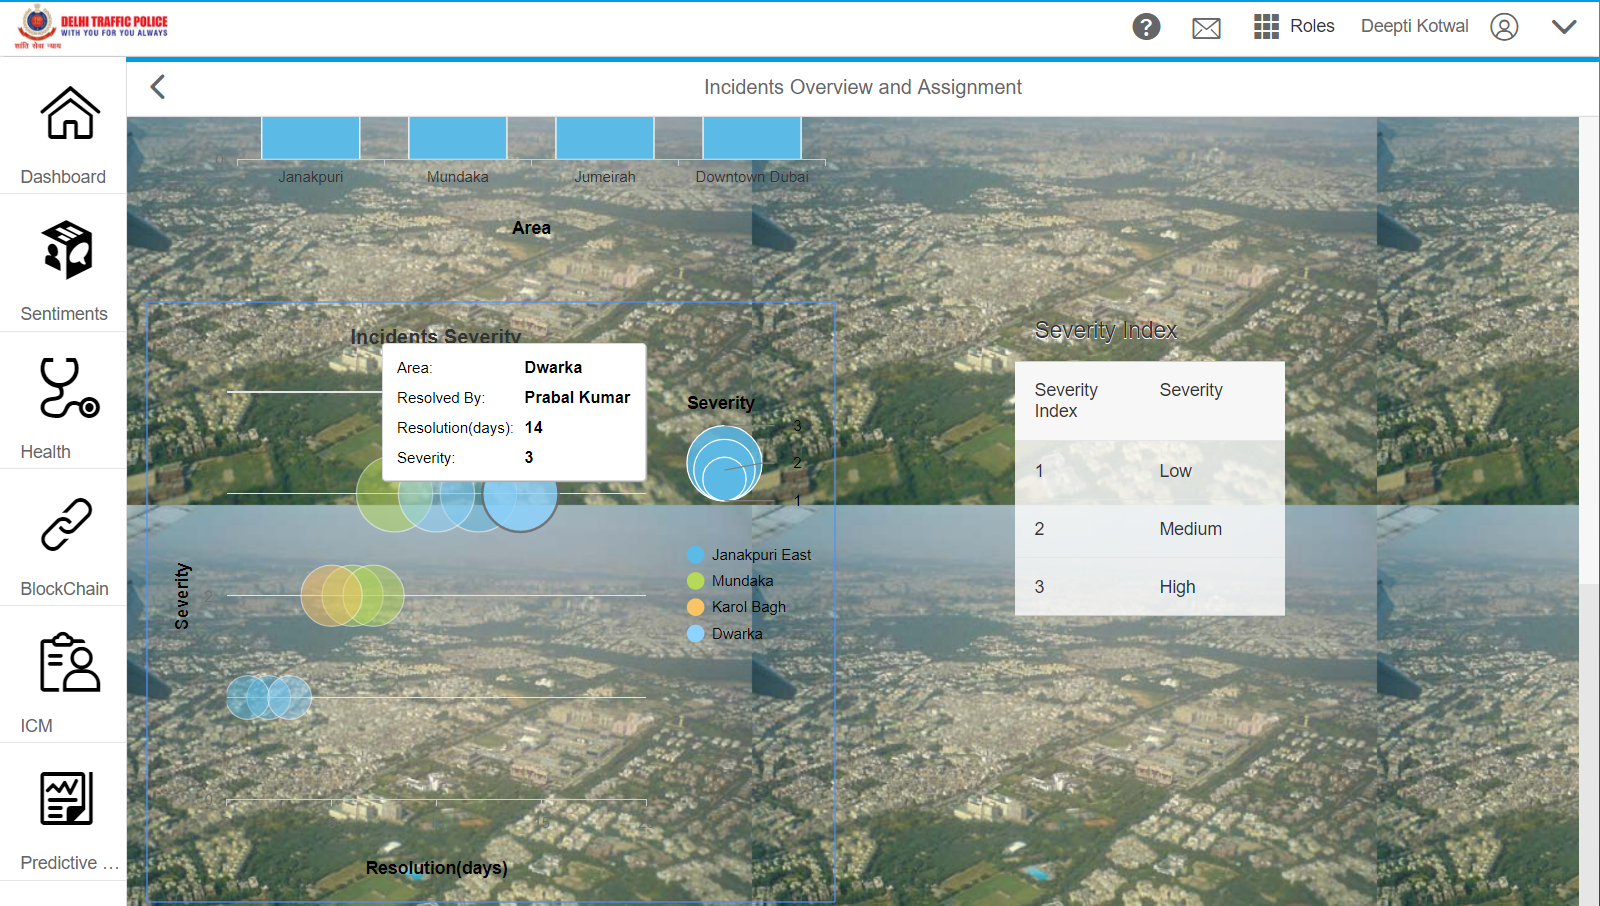 DELHI TRAFFIC POLICE
WITH YOU FOR YOU ALWAYS
शांति सेवा न्याय
?
Roles
Deepti Kotwal
Incidents Overview and Assignment
Dashboard
Sentiments
Health
BlockChain
ICM
Predictive ...
0
Janakpuri
Mundaka
Jumeirah
Downtown Dubai
Area
Incidents Severity
Area: Dwarka
Resolved By: Prabal Kumar
Resolution(days): 14
Severity: 3
Severity
3
2
1
Janakpuri East
Mundaka
Karol Bagh
Dwarka
Severity
2
Resolution(days)
Severity Index
Severity Index
Severity
1
Low
2
Medium
3
High